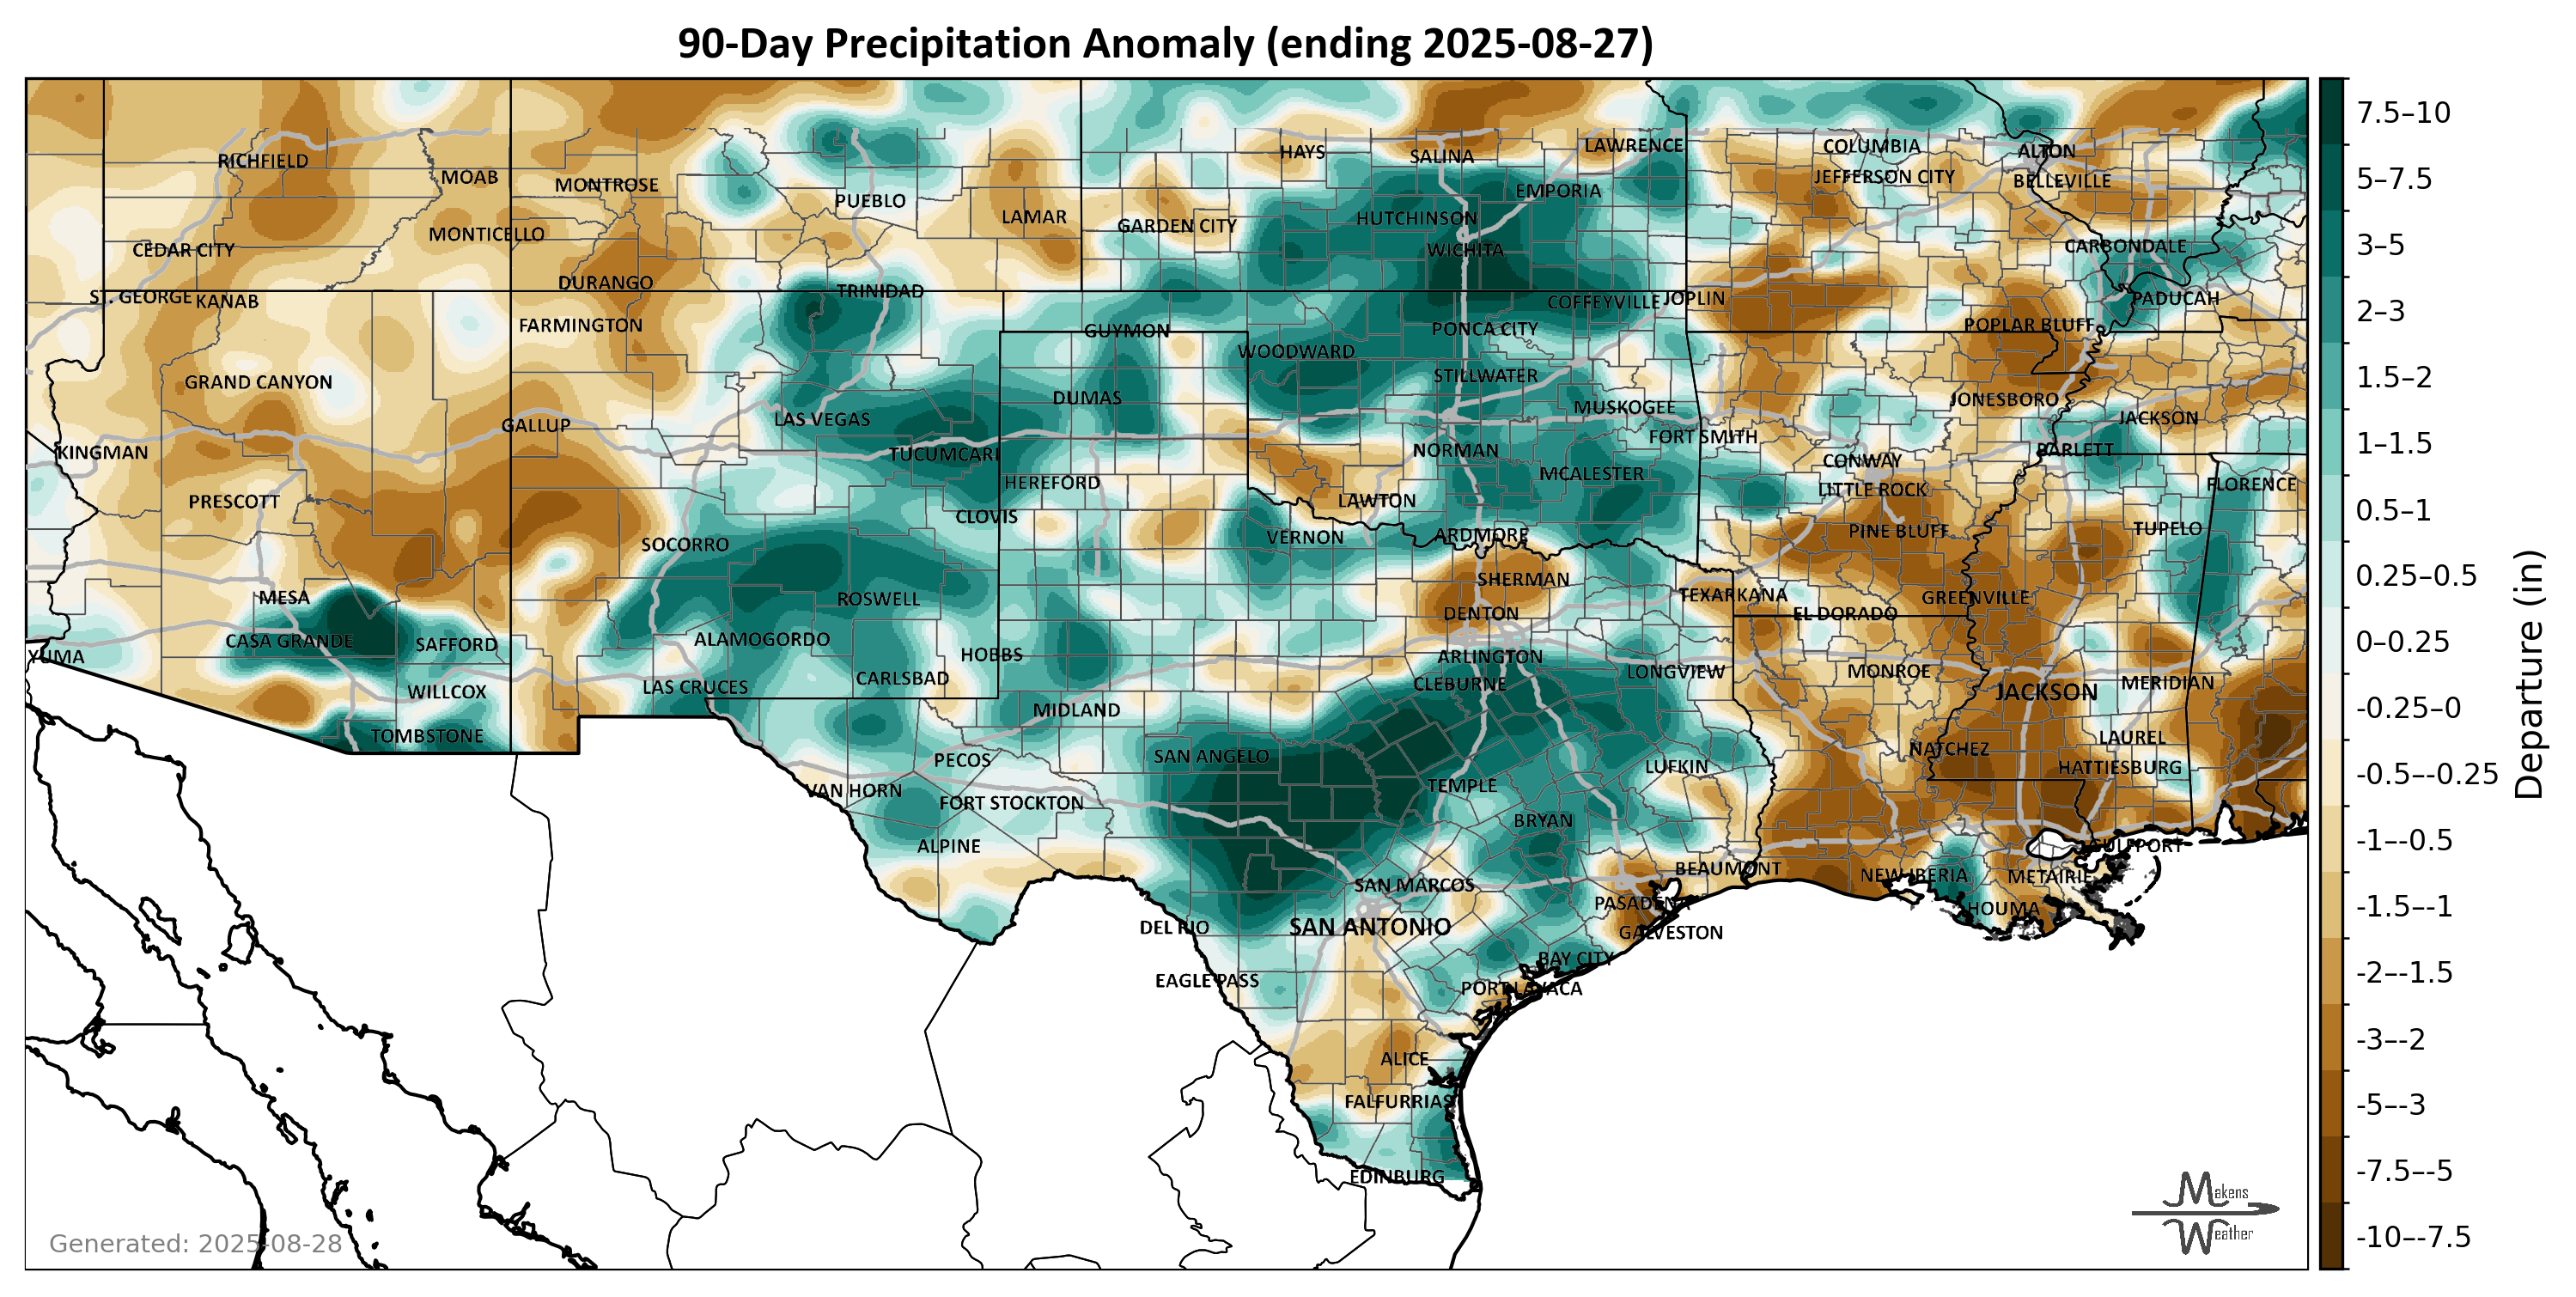 90-Day Precipitation Anomaly (ending 2025-08-27)
RICHFIELD
MOAB
MONTROSE
PUEBLO
LAMAR
HAYS
SALINA
LAWRENCE
COLUMBIA
ALTON
JEFFERSON CITY
BELLEVILLE
EMPORIA
HUTCHINSON
GARDEN CITY
WICHITA
CEDAR CITY
MONTICELLO
DURANGO
CARBONDALE
ST. GEORGE
KANAB
TRINIDAD
COFFEYVILLE
JOPLIN
PADUCAH
FARMINGTON
GUYMON
PONCA CITY
POPLAR BLUFF
WOODWARD
GRAND CANYON
STILLWATER
DUMAS
MUSKOGEE
JONESBORO
GALLUP
LAS VEGAS
JACKSON
KINGMAN
TUCUMCARI
NORMAN
FORT SMITH
BARLETT
CONWAY
PRESCOTT
HEREFORD
MCALESTER
LITTLE ROCK
FLORENCE
LAWTON
CLOVIS
PINE BLUFF
TUPELO
SOCORRO
VERNON
ARDMORE
SHERMAN
MESA
ROSWELL
DENTON
TEXARKANA
GREENVILLE
CASA GRANDE
SAFFORD
ALAMOGORDO
EL DORADO
YUMA
HOBBS
ARLINGTON
LONGVIEW
MONROE
WILLCOX
LAS CRUCES
CARLSBAD
CLEBURNE
JACKSON
MERIDIAN
MIDLAND
TOMBSTONE
SAN ANGELO
NATCHEZ
LAUREL
PECOS
TEMPLE
LUFKIN
HATTIESBURG
VAN HORN
FORT STOCKTON
BRYAN
ALPINE
GULFPORT
SAN MARCOS
BEAUMONT
NEW IBERIA
METAIRIE
PASADENA
HOUMA
DEL RIO
SAN ANTONIO
GALVESTON
BAY CITY
EAGLE PASS
PORT LAVACA
ALICE
FALFURRIAS
EDINBURG
7.5–10
5–7.5
3–5
2–3
1.5–2
1–1.5
0.5–1
0.25–0.5
0–0.25
-0.25–0
-0.5–-0.25
-1–-0.5
-1.5–-1
-2–-1.5
-3–-2
-5–-3
-7.5–-5
-10–-7.5
Departure (in)
Makens
Weather
Generated: 2025-08-28